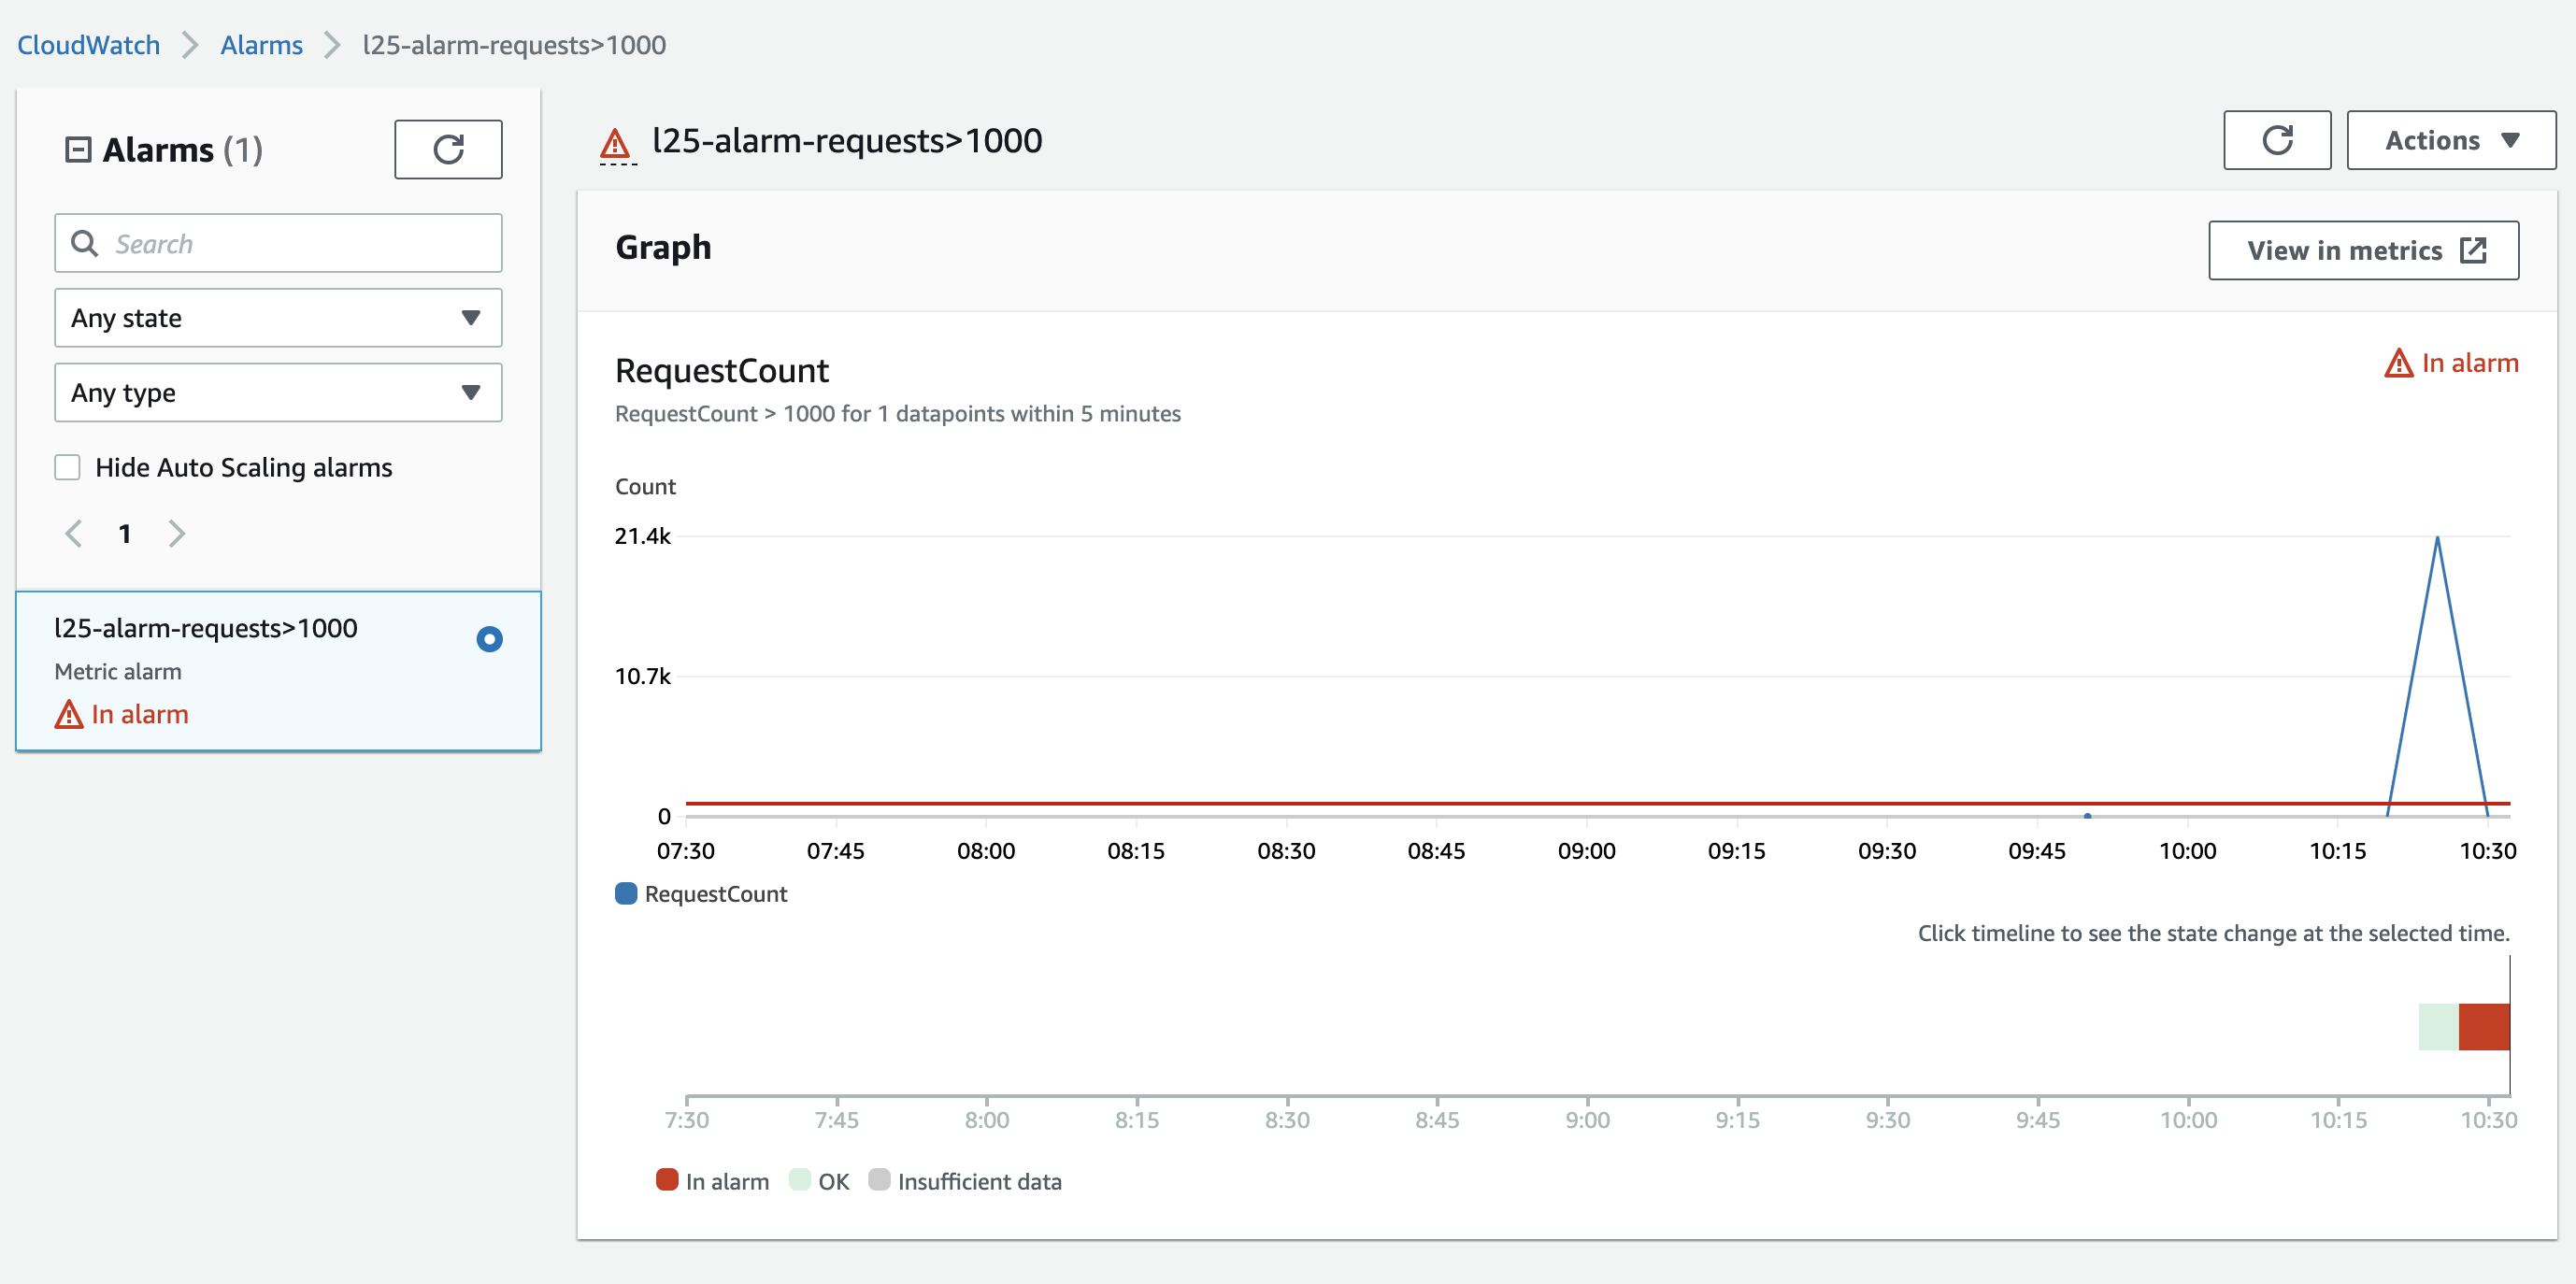 CloudWatch > Alarms > l25-alarm-requests>1000
Alarms (1)
Search
Any state
Any type
Hide Auto Scaling alarms
1
l25-alarm-requests>1000
Metric alarm
In alarm
l25-alarm-requests>1000
Actions
Graph
View in metrics
RequestCount
In alarm
RequestCount > 1000 for 1 datapoints within 5 minutes
Count
21.4k
10.7k
0
07:30 07:45 08:00 08:15 08:30 08:45 09:00 09:15 09:30 09:45 10:00 10:15 10:30
RequestCount
Click timeline to see the state change at the selected time.
7:30 7:45 8:00 8:15 8:30 8:45 9:00 9:15 9:30 9:45 10:00 10:15 10:30
In alarm OK Insufficient data